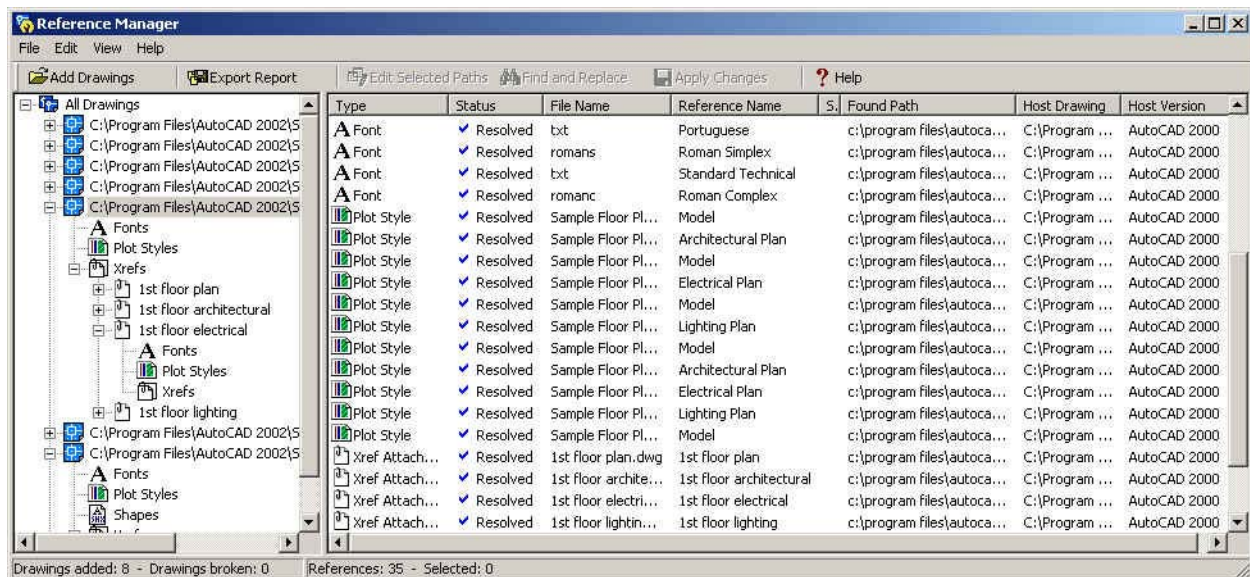 Reference Manager
File Edit View Help
Add Drawings Export Report Edit Selected Paths Find and Replace Apply Changes ? Help
All Drawings
C:\Program Files\AutoCAD 2002\S
C:\Program Files\AutoCAD 2002\S
C:\Program Files\AutoCAD 2002\S
C:\Program Files\AutoCAD 2002\S
C:\Program Files\AutoCAD 2002\S
Fonts
Plot Styles
Xrefs
1st floor plan
1st floor architectural
1st floor electrical
Fonts
Plot Styles
Xrefs
1st floor lighting
C:\Program Files\AutoCAD 2002\S
C:\Program Files\AutoCAD 2002\S
Fonts
Plot Styles
Shapes
Type Status File Name Reference Name S. Found Path Host Drawing Host Version
Font Resolved txt Portuguese c:\program files\autoca... C:\Program ... AutoCAD 2000
Font Resolved romans Roman Simplex c:\program files\autoca... C:\Program ... AutoCAD 2000
Font Resolved txt Standard Technical c:\program files\autoca... C:\Program ... AutoCAD 2000
Font Resolved romanc Roman Complex c:\program files\autoca... C:\Program ... AutoCAD 2000
Plot Style Resolved Sample Floor Pl... Model c:\program files\autoca... C:\Program ... AutoCAD 2000
Plot Style Resolved Sample Floor Pl... Architectural Plan c:\program files\autoca... C:\Program ... AutoCAD 2000
Plot Style Resolved Sample Floor Pl... Model c:\program files\autoca... C:\Program ... AutoCAD 2000
Plot Style Resolved Sample Floor Pl... Electrical Plan c:\program files\autoca... C:\Program ... AutoCAD 2000
Plot Style Resolved Sample Floor Pl... Model c:\program files\autoca... C:\Program ... AutoCAD 2000
Plot Style Resolved Sample Floor Pl... Lighting Plan c:\program files\autoca... C:\Program ... AutoCAD 2000
Plot Style Resolved Sample Floor Pl... Model c:\program files\autoca... C:\Program ... AutoCAD 2000
Plot Style Resolved Sample Floor Pl... Architectural Plan c:\program files\autoca... C:\Program ... AutoCAD 2000
Plot Style Resolved Sample Floor Pl... Electrical Plan c:\program files\autoca... C:\Program ... AutoCAD 2000
Plot Style Resolved Sample Floor Pl... Lighting Plan c:\program files\autoca... C:\Program ... AutoCAD 2000
Plot Style Resolved Sample Floor Pl... Model c:\program files\autoca... C:\Program ... AutoCAD 2000
Xref Attach... Resolved 1st floor plan.dwg 1st floor plan c:\program files\autoca... C:\Program ... AutoCAD 2000
Xref Attach... Resolved 1st floor archite... 1st floor architectural c:\program files\autoca... C:\Program ... AutoCAD 2000
Xref Attach... Resolved 1st floor electri... 1st floor electrical c:\program files\autoca... C:\Program ... AutoCAD 2000
Xref Attach... Resolved 1st floor lightin... 1st floor lighting c:\program files\autoca... C:\Program ... AutoCAD 2000
Drawings added: 8 - Drawings broken: 0 References: 35 - Selected: 0